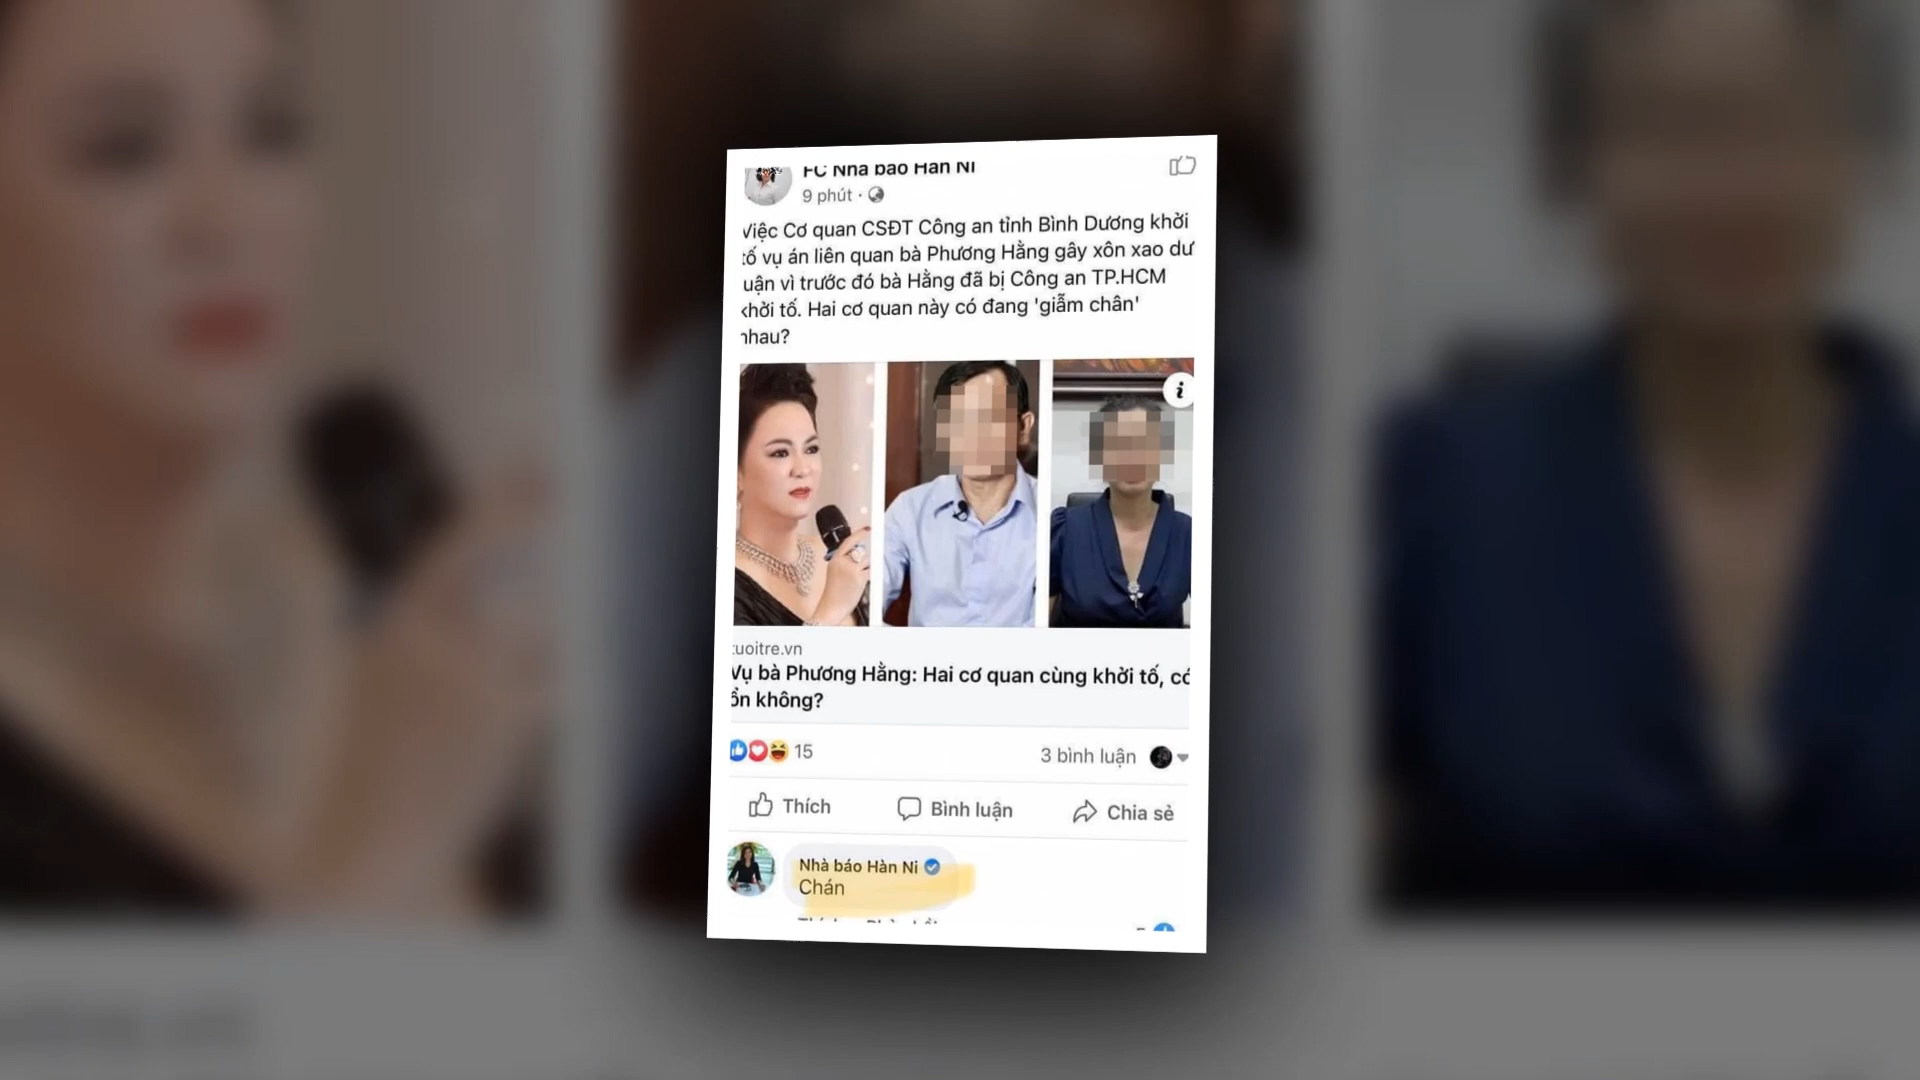 FC Nhà báo Hàn Ni
9 phút
Việc Cơ quan CSĐT Công an tỉnh Bình Dương khởi
tố vụ án liên quan bà Phương Hằng gây xôn xao dư
uận vì trước đó bà Hằng đã bị Công an TP.HCM
khởi tố. Hai cơ quan này có đang 'giẫm chân'
nhau?
tuoitre.vn
Vụ bà Phương Hằng: Hai cơ quan cùng khởi tố, có
ổn không?
15
3 bình luận
Thích
Bình luận
Chia sẻ
Nhà báo Hàn Ni
Chán